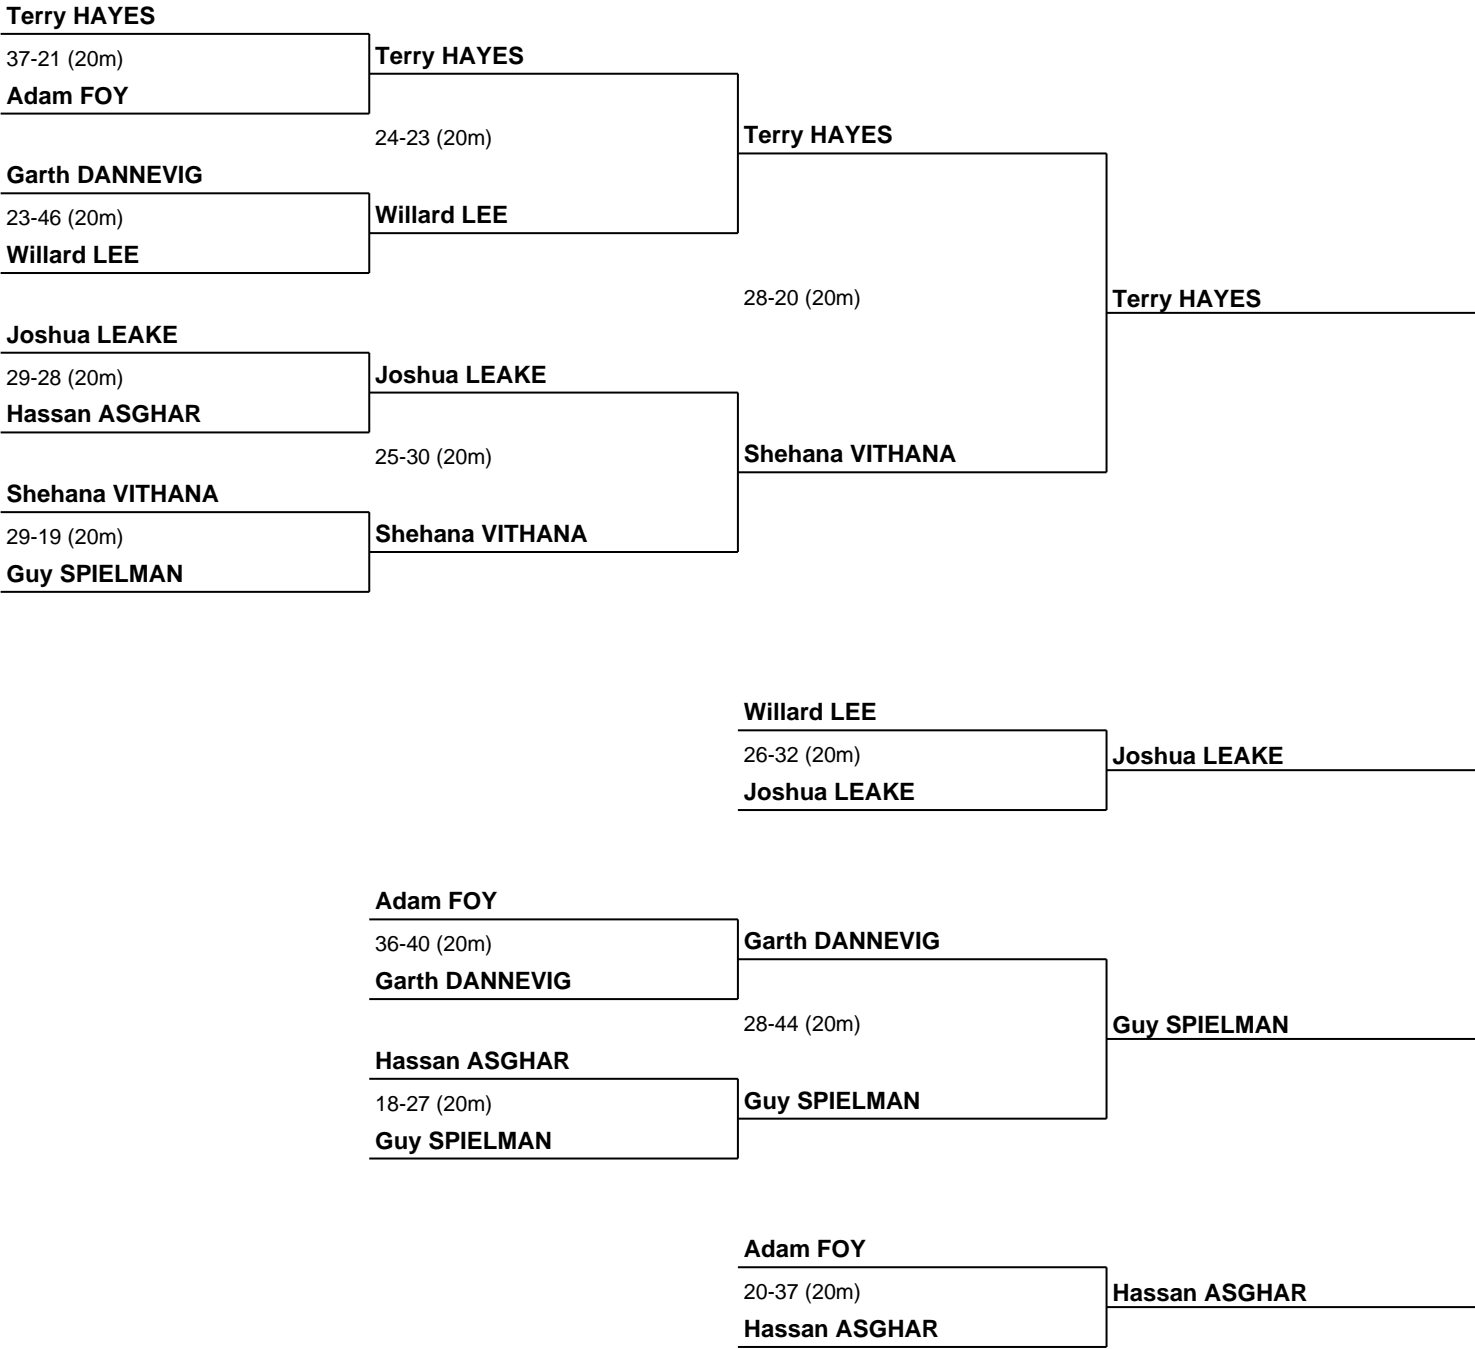 Terry HAYES
37-21 (20m)
Terry HAYES
Adam FOY
24-23 (20m)
Terry HAYES
Garth DANNEVIG
23-46 (20m)
Willard LEE
Willard LEE
28-20 (20m)
Terry HAYES
Joshua LEAKE
29-28 (20m)
Joshua LEAKE
Hassan ASGHAR
25-30 (20m)
Shehana VITHANA
Shehana VITHANA
29-19 (20m)
Shehana VITHANA
Guy SPIELMAN
Willard LEE
26-32 (20m)
Joshua LEAKE
Joshua LEAKE
Adam FOY
36-40 (20m)
Garth DANNEVIG
Garth DANNEVIG
28-44 (20m)
Guy SPIELMAN
Hassan ASGHAR
18-27 (20m)
Guy SPIELMAN
Guy SPIELMAN
Adam FOY
20-37 (20m)
Hassan ASGHAR
Hassan ASGHAR